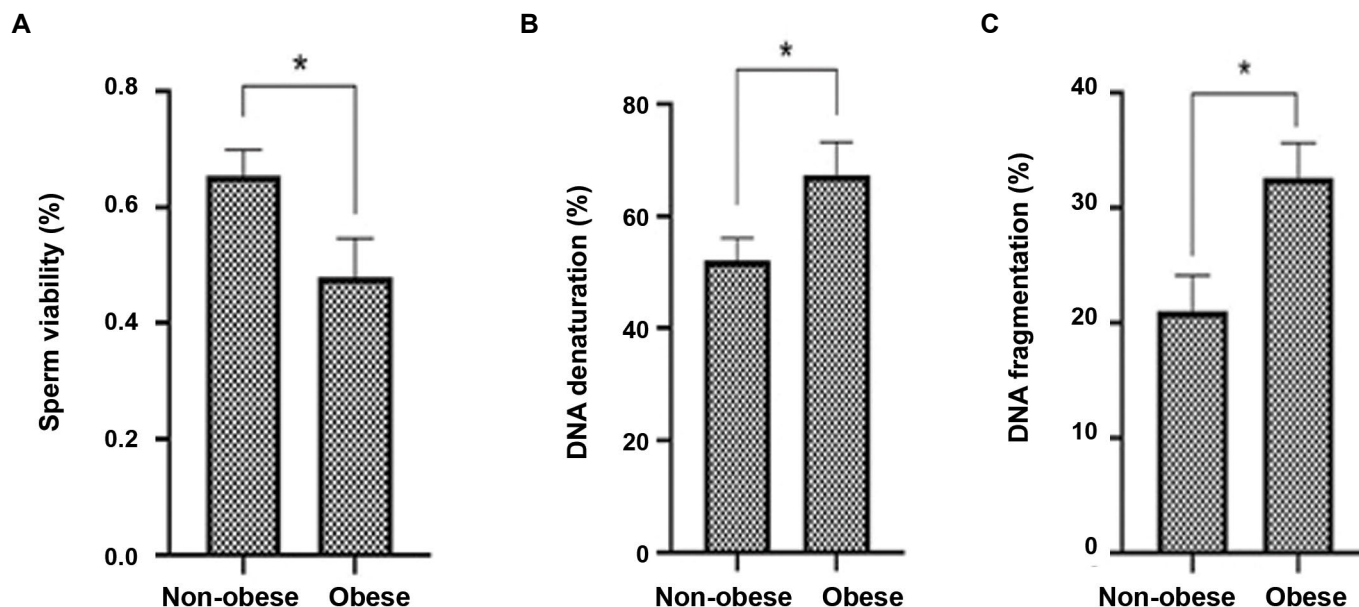 A
Sperm viability (%)
0.8
0.6
0.4
0.2
0.0
*
Non-obese
Obese
B
DNA denaturation (%)
80
60
40
20
0
*
Non-obese
Obese
C
DNA fragmentation (%)
40
30
20
10
0
*
Non-obese
Obese